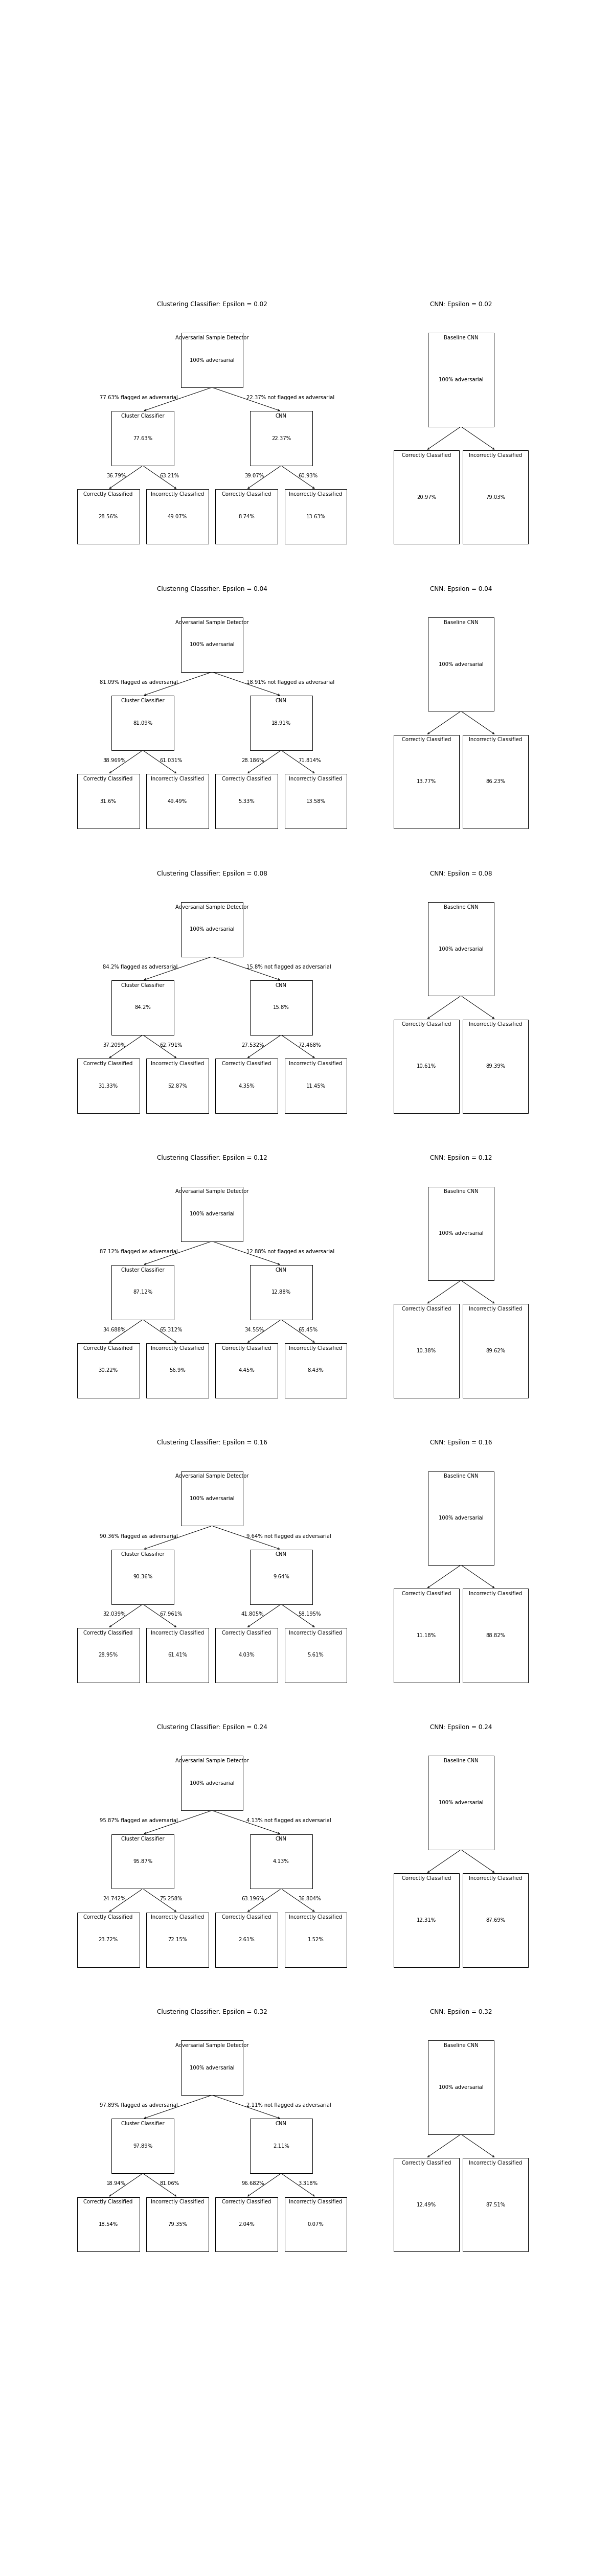 Clustering Classifier: Epsilon = 0.02
CNN: Epsilon = 0.02
Adversarial Sample Detector
Baseline CNN
100% adversarial
100% adversarial
77.63% flagged as adversarial
22.37% not flagged as adversarial
Cluster Classifier
CNN
77.63%
22.37%
36.79%
63.21%
39.07%
60.93%
Correctly Classified
Incorrectly Classified
Correctly Classified
Incorrectly Classified
28.56%
49.07%
8.74%
13.63%
Correctly Classified
Incorrectly Classified
20.97%
79.03%
Clustering Classifier: Epsilon = 0.04
CNN: Epsilon = 0.04
Adversarial Sample Detector
Baseline CNN
100% adversarial
100% adversarial
81.09% flagged as adversarial
18.91% not flagged as adversarial
Cluster Classifier
CNN
81.09%
18.91%
38.969%
61.031%
28.186%
71.814%
Correctly Classified
Incorrectly Classified
Correctly Classified
Incorrectly Classified
31.6%
49.49%
5.33%
13.58%
Correctly Classified
Incorrectly Classified
13.77%
86.23%
Clustering Classifier: Epsilon = 0.08
CNN: Epsilon = 0.08
Adversarial Sample Detector
Baseline CNN
100% adversarial
100% adversarial
84.2% flagged as adversarial
15.8% not flagged as adversarial
Cluster Classifier
CNN
84.2%
15.8%
37.209%
62.791%
27.532%
72.468%
Correctly Classified
Incorrectly Classified
Correctly Classified
Incorrectly Classified
31.33%
52.87%
4.35%
11.45%
Correctly Classified
Incorrectly Classified
10.61%
89.39%
Clustering Classifier: Epsilon = 0.12
CNN: Epsilon = 0.12
Adversarial Sample Detector
Baseline CNN
100% adversarial
100% adversarial
87.12% flagged as adversarial
12.88% not flagged as adversarial
Cluster Classifier
CNN
87.12%
12.88%
34.688%
65.312%
34.55%
65.45%
Correctly Classified
Incorrectly Classified
Correctly Classified
Incorrectly Classified
30.22%
56.9%
4.45%
8.43%
Correctly Classified
Incorrectly Classified
10.38%
89.62%
Clustering Classifier: Epsilon = 0.16
CNN: Epsilon = 0.16
Adversarial Sample Detector
Baseline CNN
100% adversarial
100% adversarial
90.36% flagged as adversarial
9.64% not flagged as adversarial
Cluster Classifier
CNN
90.36%
9.64%
32.039%
67.961%
41.805%
58.195%
Correctly Classified
Incorrectly Classified
Correctly Classified
Incorrectly Classified
28.95%
61.41%
4.03%
5.61%
Correctly Classified
Incorrectly Classified
11.18%
88.82%
Clustering Classifier: Epsilon = 0.24
CNN: Epsilon = 0.24
Adversarial Sample Detector
Baseline CNN
100% adversarial
100% adversarial
95.87% flagged as adversarial
4.13% not flagged as adversarial
Cluster Classifier
CNN
95.87%
4.13%
24.742%
75.258%
63.196%
36.804%
Correctly Classified
Incorrectly Classified
Correctly Classified
Incorrectly Classified
23.72%
72.15%
2.61%
1.52%
Correctly Classified
Incorrectly Classified
12.31%
87.69%
Clustering Classifier: Epsilon = 0.32
CNN: Epsilon = 0.32
Adversarial Sample Detector
Baseline CNN
100% adversarial
100% adversarial
97.89% flagged as adversarial
2.11% not flagged as adversarial
Cluster Classifier
CNN
97.89%
2.11%
18.94%
81.06%
96.682%
3.318%
Correctly Classified
Incorrectly Classified
Correctly Classified
Incorrectly Classified
18.54%
79.35%
2.04%
0.07%
Correctly Classified
Incorrectly Classified
12.49%
87.51%